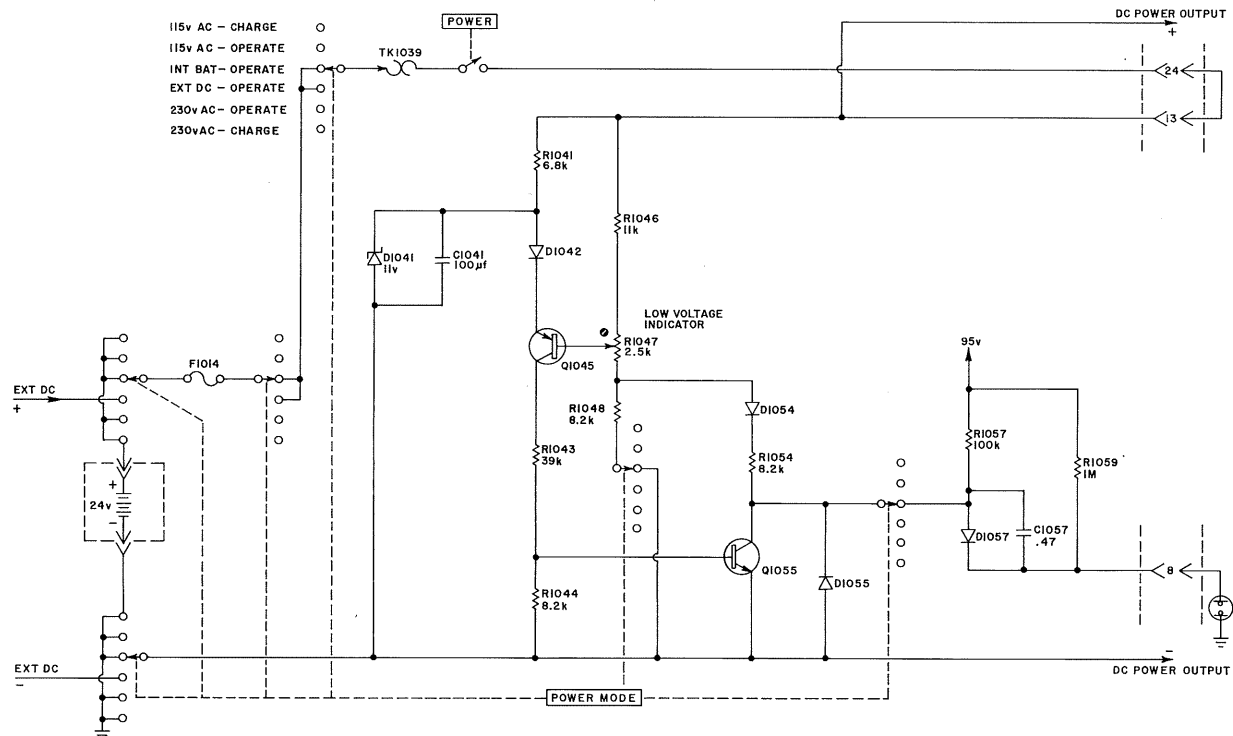 115v AC – CHARGE
115v AC – OPERATE
INT BAT – OPERATE
EXT DC – OPERATE
230v AC – OPERATE
230v AC – CHARGE
POWER
TK1039
DC POWER OUTPUT
+
24
13
R1041
6.8k
R1046
11k
D1041
11v
C1041
100µf
D1042
LOW VOLTAGE
INDICATOR
R1047
2.5k
Q1045
F1014
EXT DC
+
95v
R1048
8.2k
D1054
R1057
100k
R1059
1M
R1043
39k
R1054
8.2k
+
24v
-
D1057
C1057
.47
8
Q1055
D1055
R1044
8.2k
EXT DC
-
-
DC POWER OUTPUT
POWER MODE